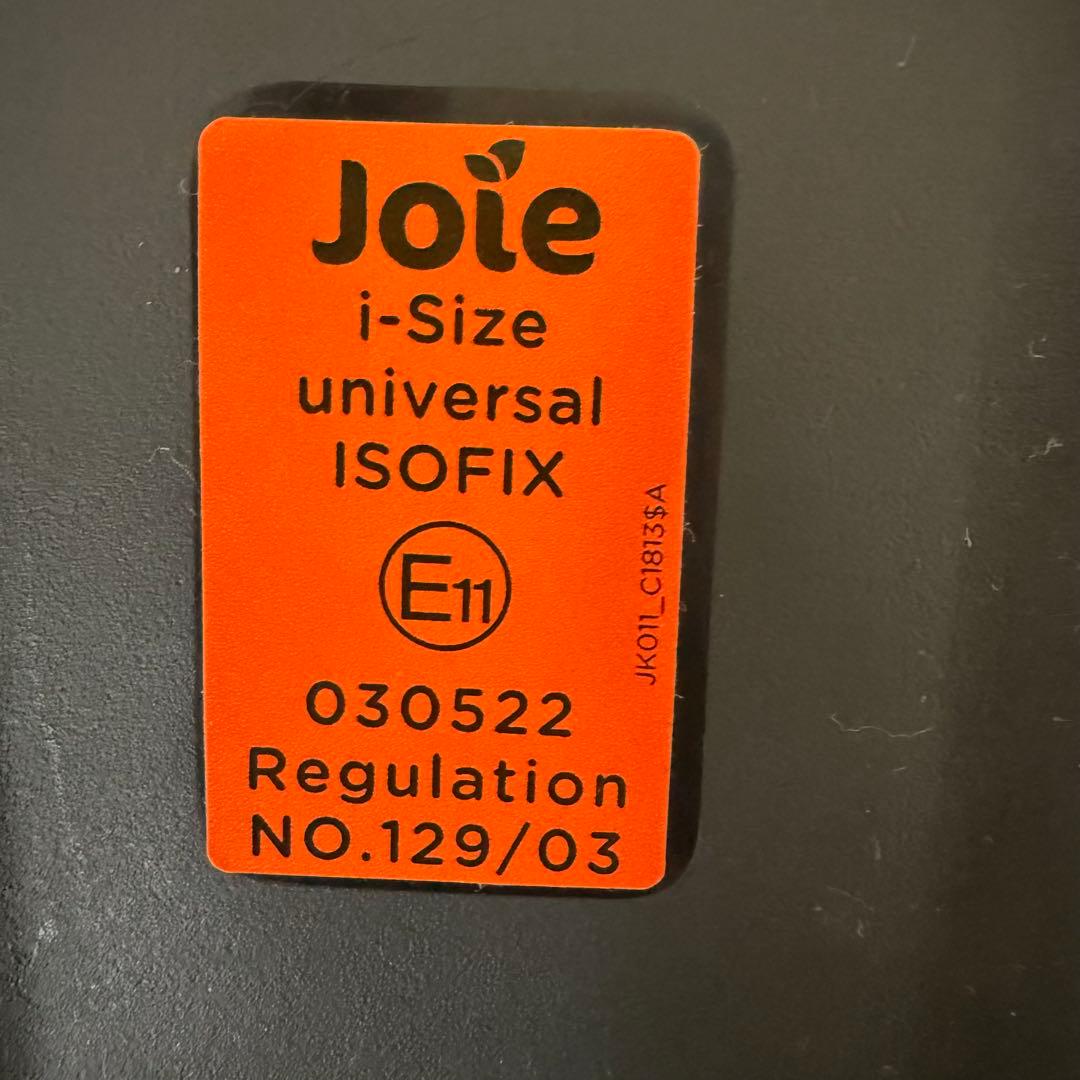 Joie
i-Size
universal
ISOFIX
E11
030522
Regulation
NO.129/03
JK011_C1813$A